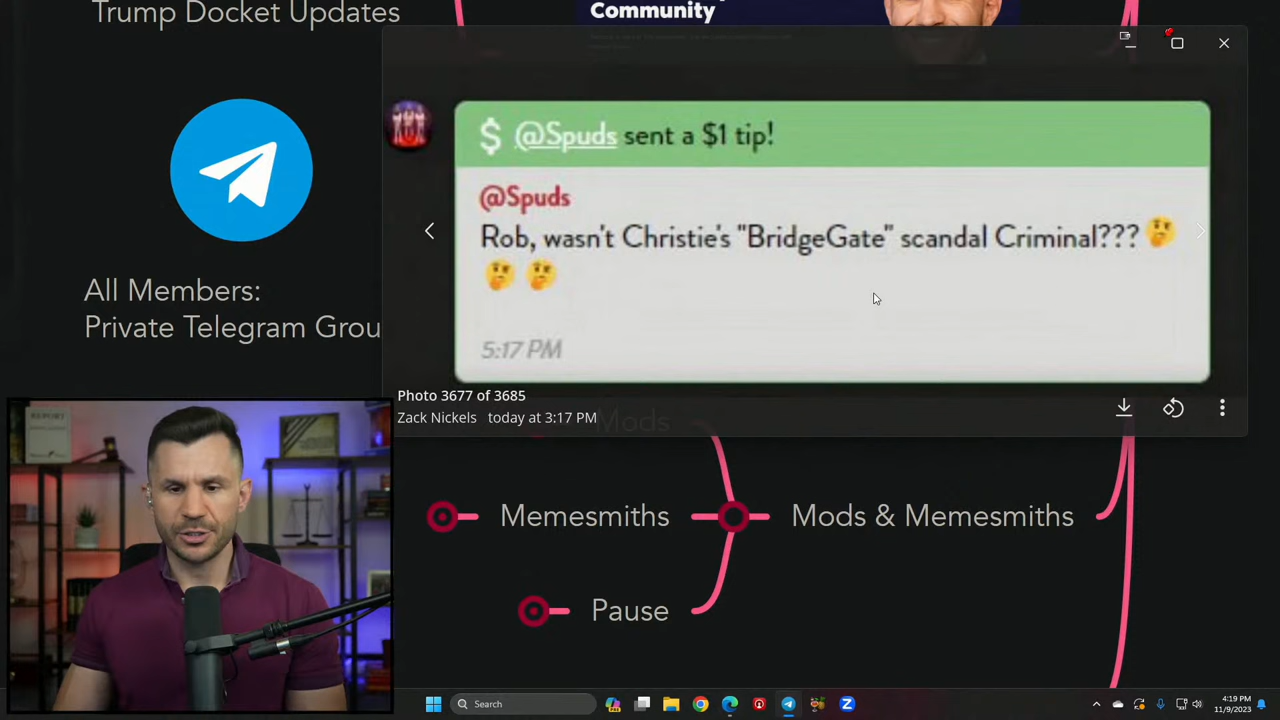 Trump Docket Updates
Community
$ @Spuds sent a $1 tip!
@Spuds
Rob, wasn't Christie's "BridgeGate" scandal Criminal??? 🤔
🤔 🤔
5:17 PM
All Members:
Private Telegram Grou
Photo 3677 of 3685
Zack Nickels today at 3:17 PM
Mods
Memesmiths
Mods & Memesmiths
Pause
REPORT
Search
4:19 PM
11/9/2023